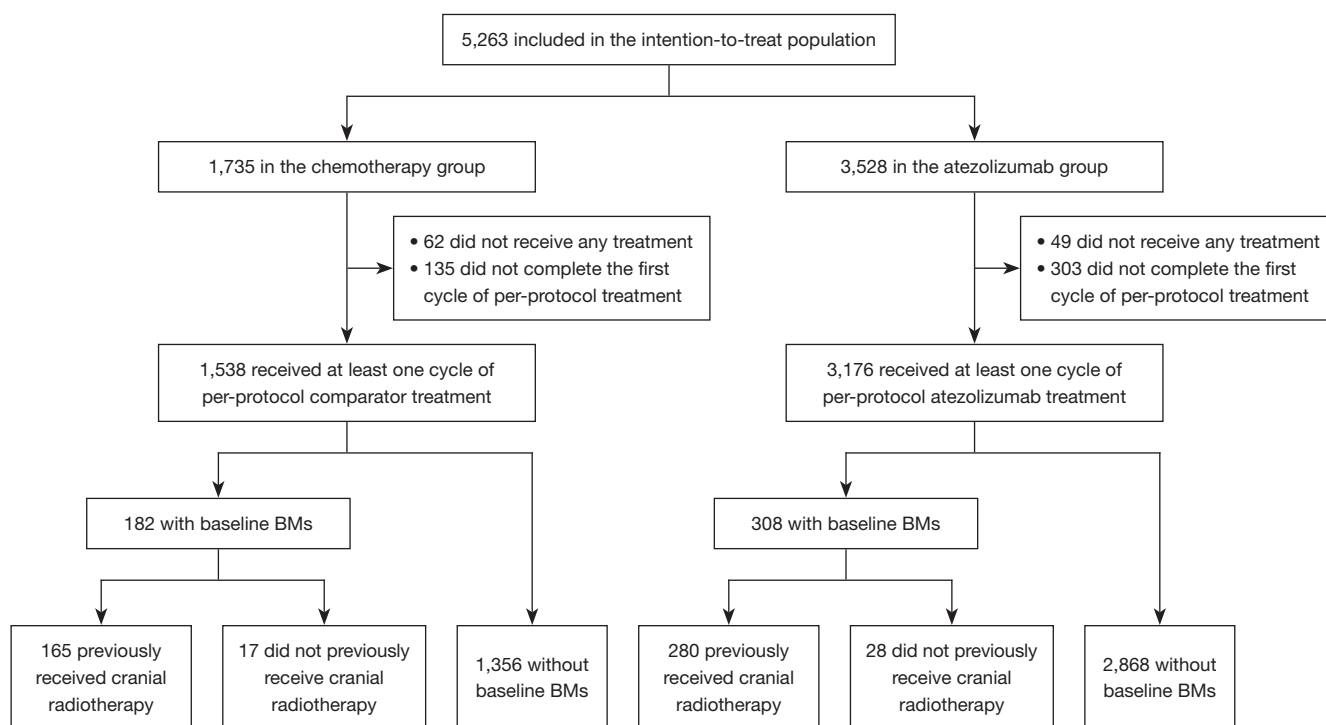 5,263 included in the intention-to-treat population
1,735 in the chemotherapy group
3,528 in the atezolizumab group
• 62 did not receive any treatment
• 135 did not complete the first
cycle of per-protocol treatment
• 49 did not receive any treatment
• 303 did not complete the first
cycle of per-protocol treatment
1,538 received at least one cycle of
per-protocol comparator treatment
3,176 received at least one cycle of
per-protocol atezolizumab treatment
182 with baseline BMs
308 with baseline BMs
165 previously
received cranial
radiotherapy
17 did not previously
receive cranial
radiotherapy
1,356 without
baseline BMs
280 previously
received cranial
radiotherapy
28 did not previously
receive cranial
radiotherapy
2,868 without
baseline BMs